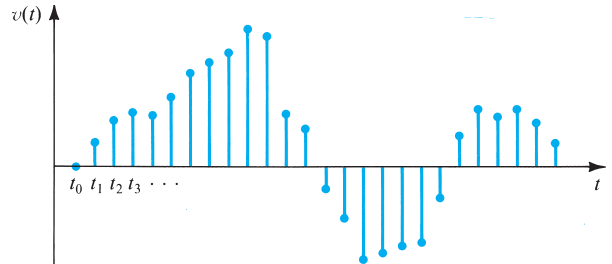 v(t)
t₀ t₁ t₂ t₃ · · · t